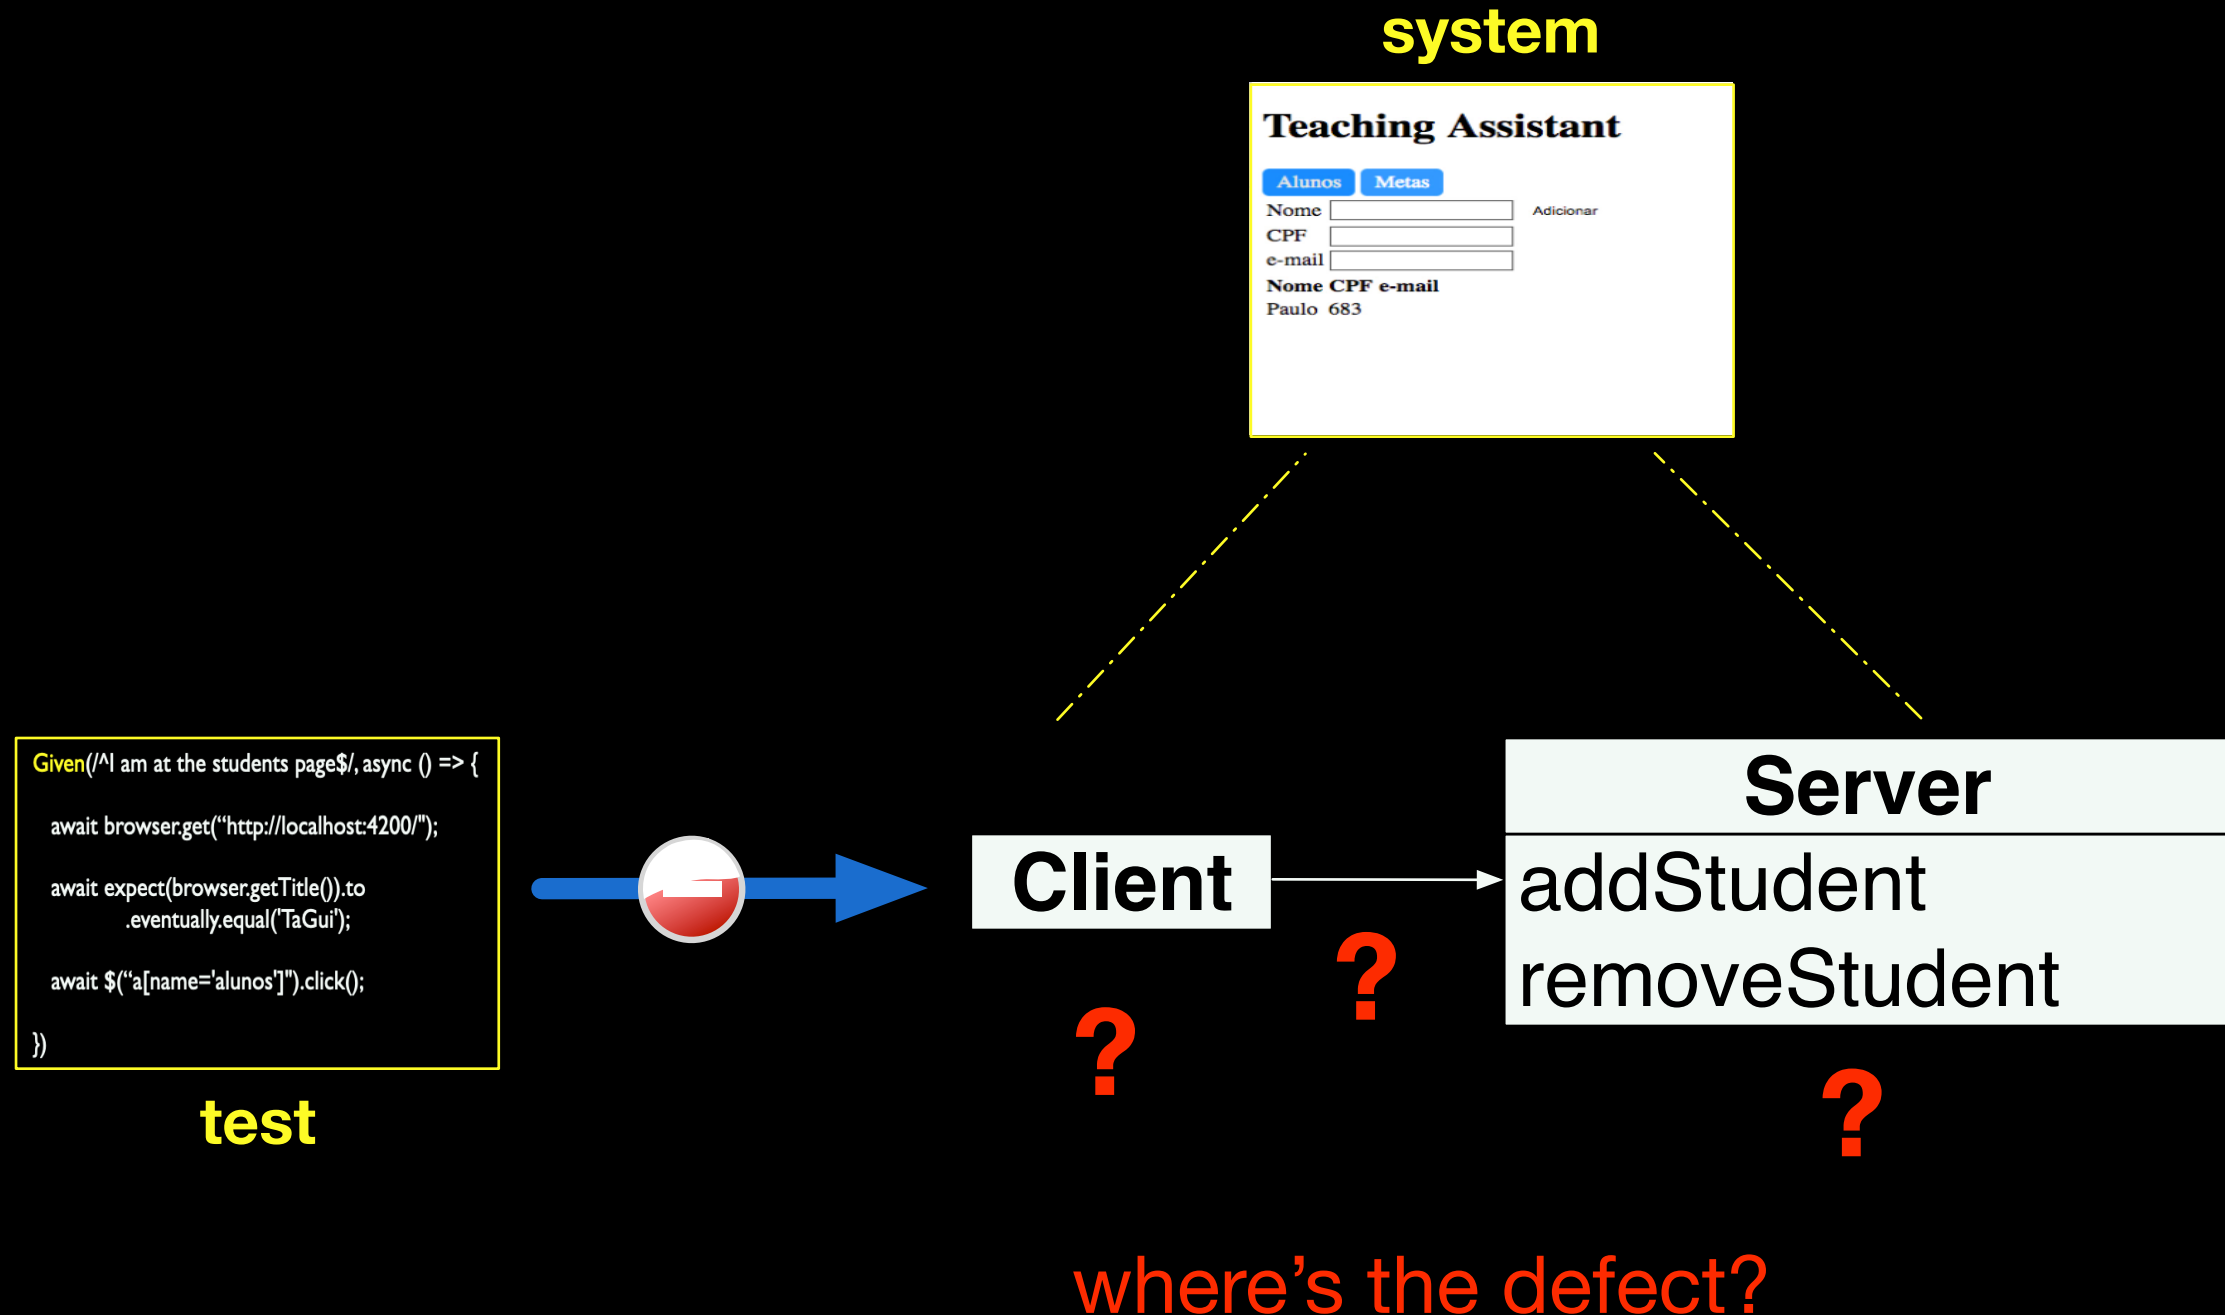 system
Teaching Assistant
Alunos Metas
Nome Adicionar
CPF
e-mail
Nome CPF e-mail
Paulo 683
Given(/^I am at the students page$/, async () => {
await browser.get(“http://localhost:4200/");
await expect(browser.getTitle()).to
.eventually.equal('TaGui');
await $(“a[name='alunos']").click();
})
test
Client
Server
addStudent
removeStudent
?
?
?
where’s the defect?